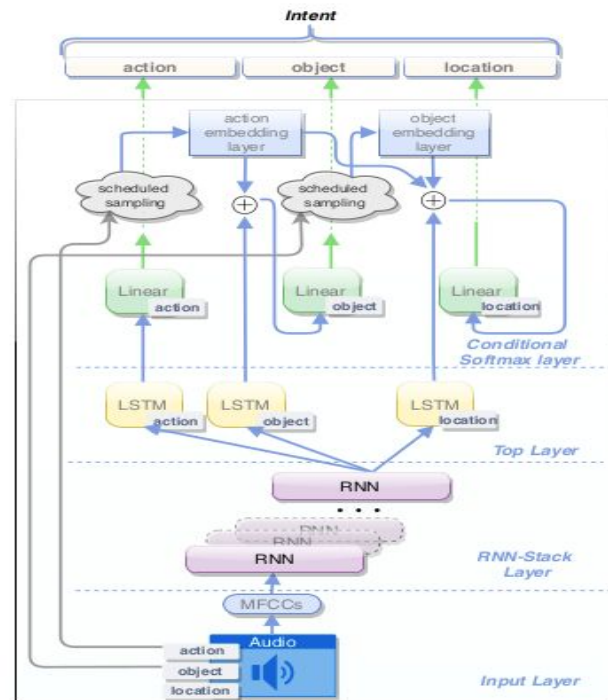 Intent
action
object
location
action
embedding
layer
object
embedding
layer
scheduled
sampling
scheduled
sampling
Linear
action
Linear
object
Linear
location
Conditional
Softmax layer
LSTM
action
LSTM
object
LSTM
location
Top Layer
RNN
RNN
RNN
RNN
RNN-Stack
Layer
MFCCs
Audio
action
object
location
Input Layer